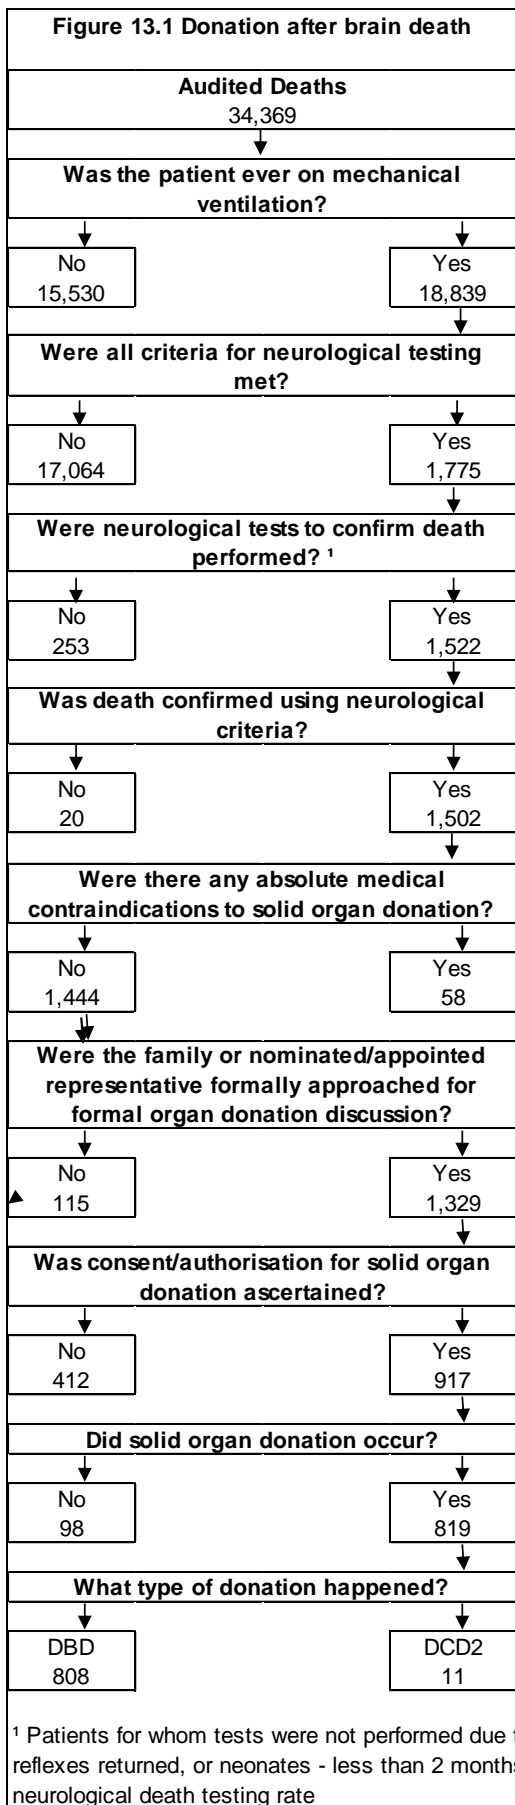 Figure 13.1 Donation after brain death
Audited Deaths
34,369
Was the patient ever on mechanical
ventilation?
No
Yes
15,530
18,839
Were all criteria for neurological testing
met?
No
Yes
17,064
1,775
Were neurological tests to confirm death
performed? ¹
No
Yes
253
1,522
Was death confirmed using neurological
criteria?
No
Yes
20
1,502
Were there any absolute medical
contraindications to solid organ donation?
No
Yes
1,444
58
Were the family or nominated/appointed
representative formally approached for
formal organ donation discussion?
No
Yes
115
1,329
Was consent/authorisation for solid organ
donation ascertained?
No
Yes
412
917
Did solid organ donation occur?
No
Yes
98
819
What type of donation happened?
DBD
DCD2
808
11
¹ Patients for whom tests were not performed due
reflexes returned, or neonates - less than 2 months
neurological death testing rate